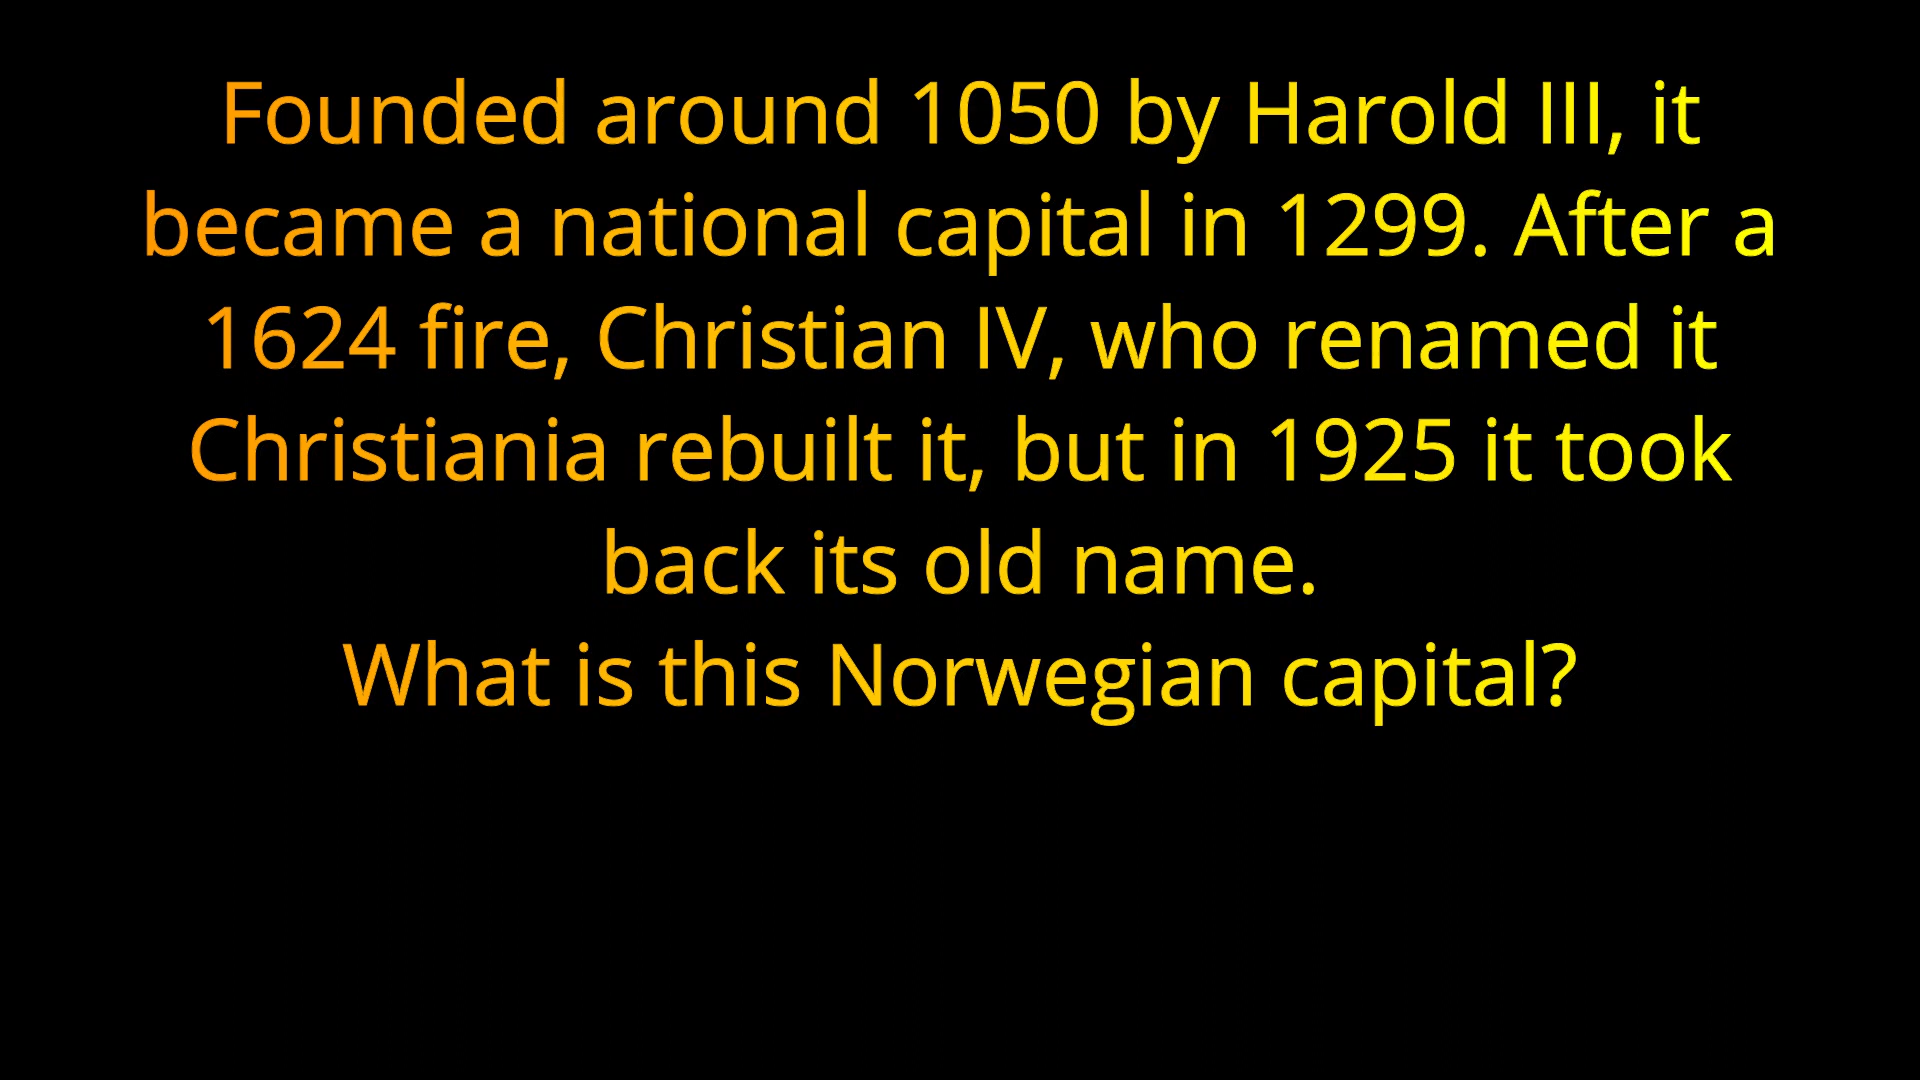 Founded around 1050 by Harold III, it
became a national capital in 1299. After a
1624 fire, Christian IV, who renamed it
Christiania rebuilt it, but in 1925 it took
back its old name.
What is this Norwegian capital?